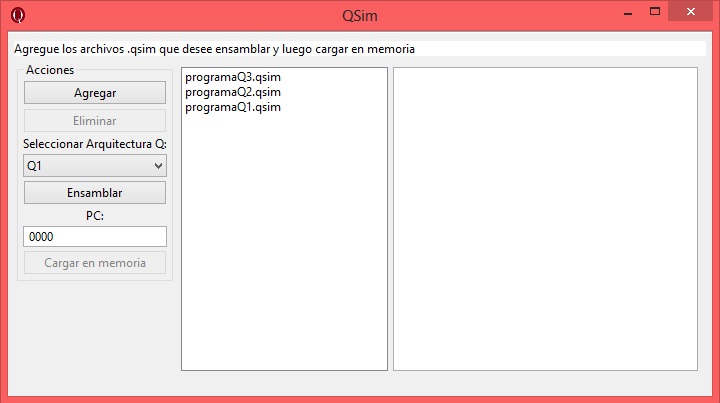 QSim
Agregue los archivos .qsim que desee ensamblar y luego cargar en memoria
Acciones
Agregar
Eliminar
Seleccionar Arquitectura Q:
Q1
Ensamblar
PC:
0000
Cargar en memoria
programaQ3.qsim
programaQ2.qsim
programaQ1.qsim